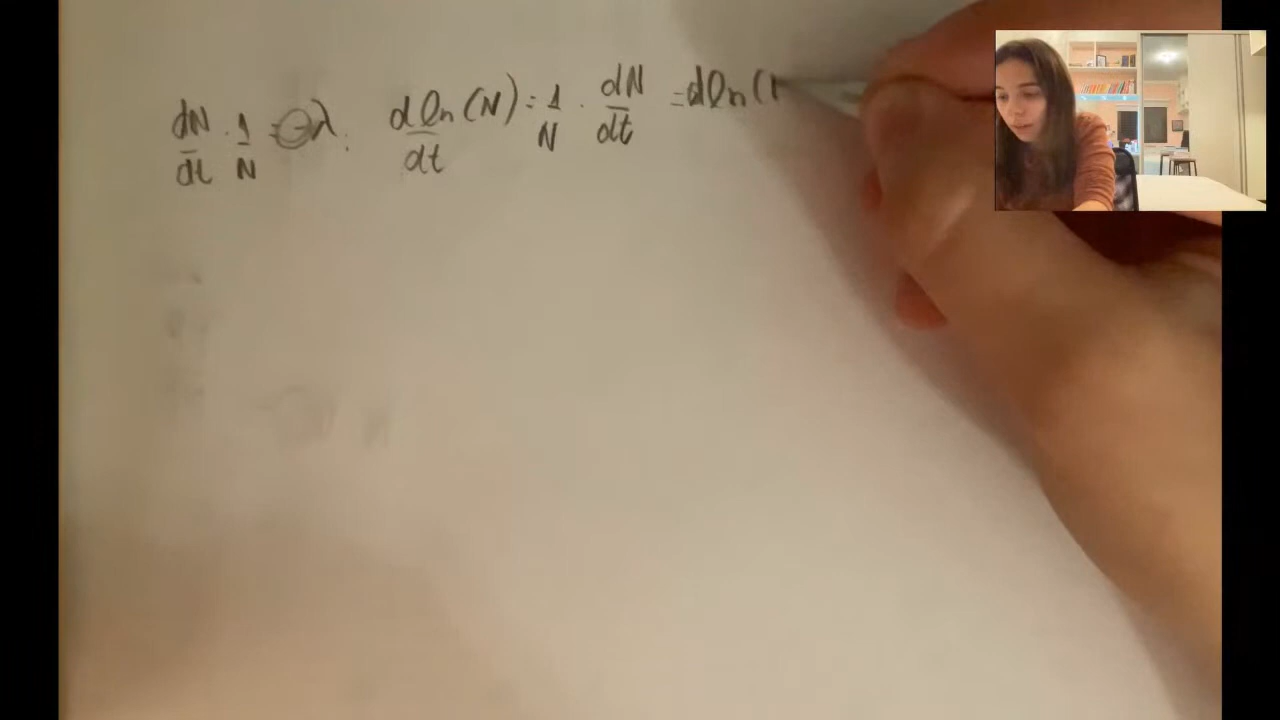 dN/dt · 1/N = -λ. d/dt ln(N) = 1/N · dN/dt = d ln(